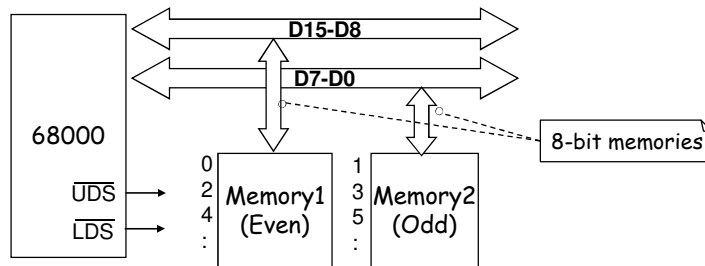 D15-D8
D7-D0
68000
8-bit memories
UDS
LDS
0
2
4
:
Memory1
(Even)
1
3
5
:
Memory2
(Odd)